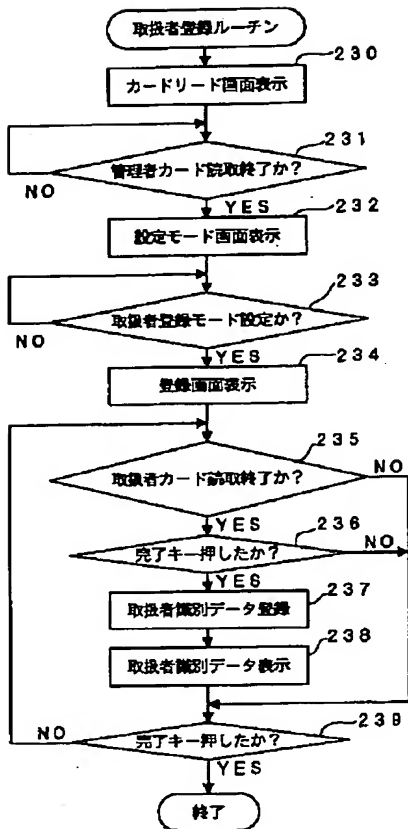 取扱者登録ルーチン
230
カードリード画面表示
231
管理者カード読取終了か?
NO
YES
232
設定モード画面表示
233
取扱者登録モード設定か?
NO
YES
234
登録画面表示
235
取扱者カード読取終了か?
NO
YES
236
完了キー押したか?
NO
YES
237
取扱者識別データ登録
238
取扱者識別データ表示
239
NO
完了キー押したか?
YES
終了